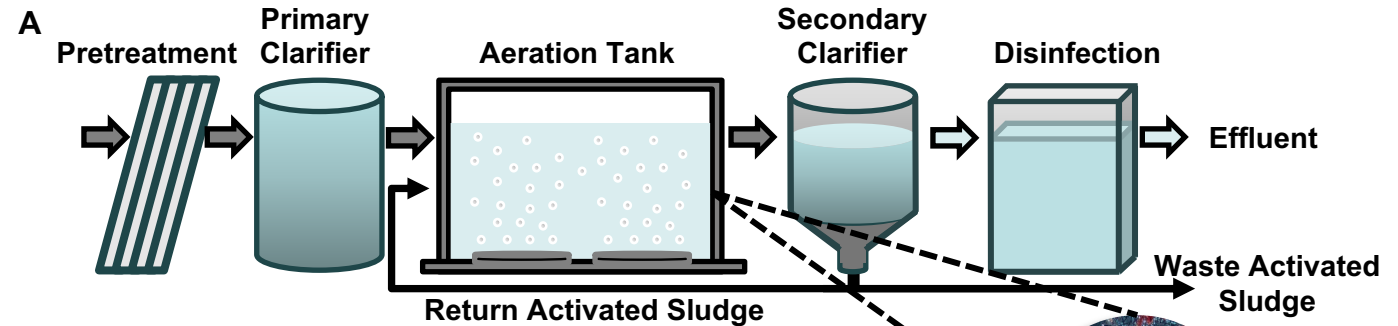 A
Pretreatment
Primary
Clarifier
Aeration Tank
Secondary
Clarifier
Disinfection
Effluent
Return Activated Sludge
Waste Activated
Sludge